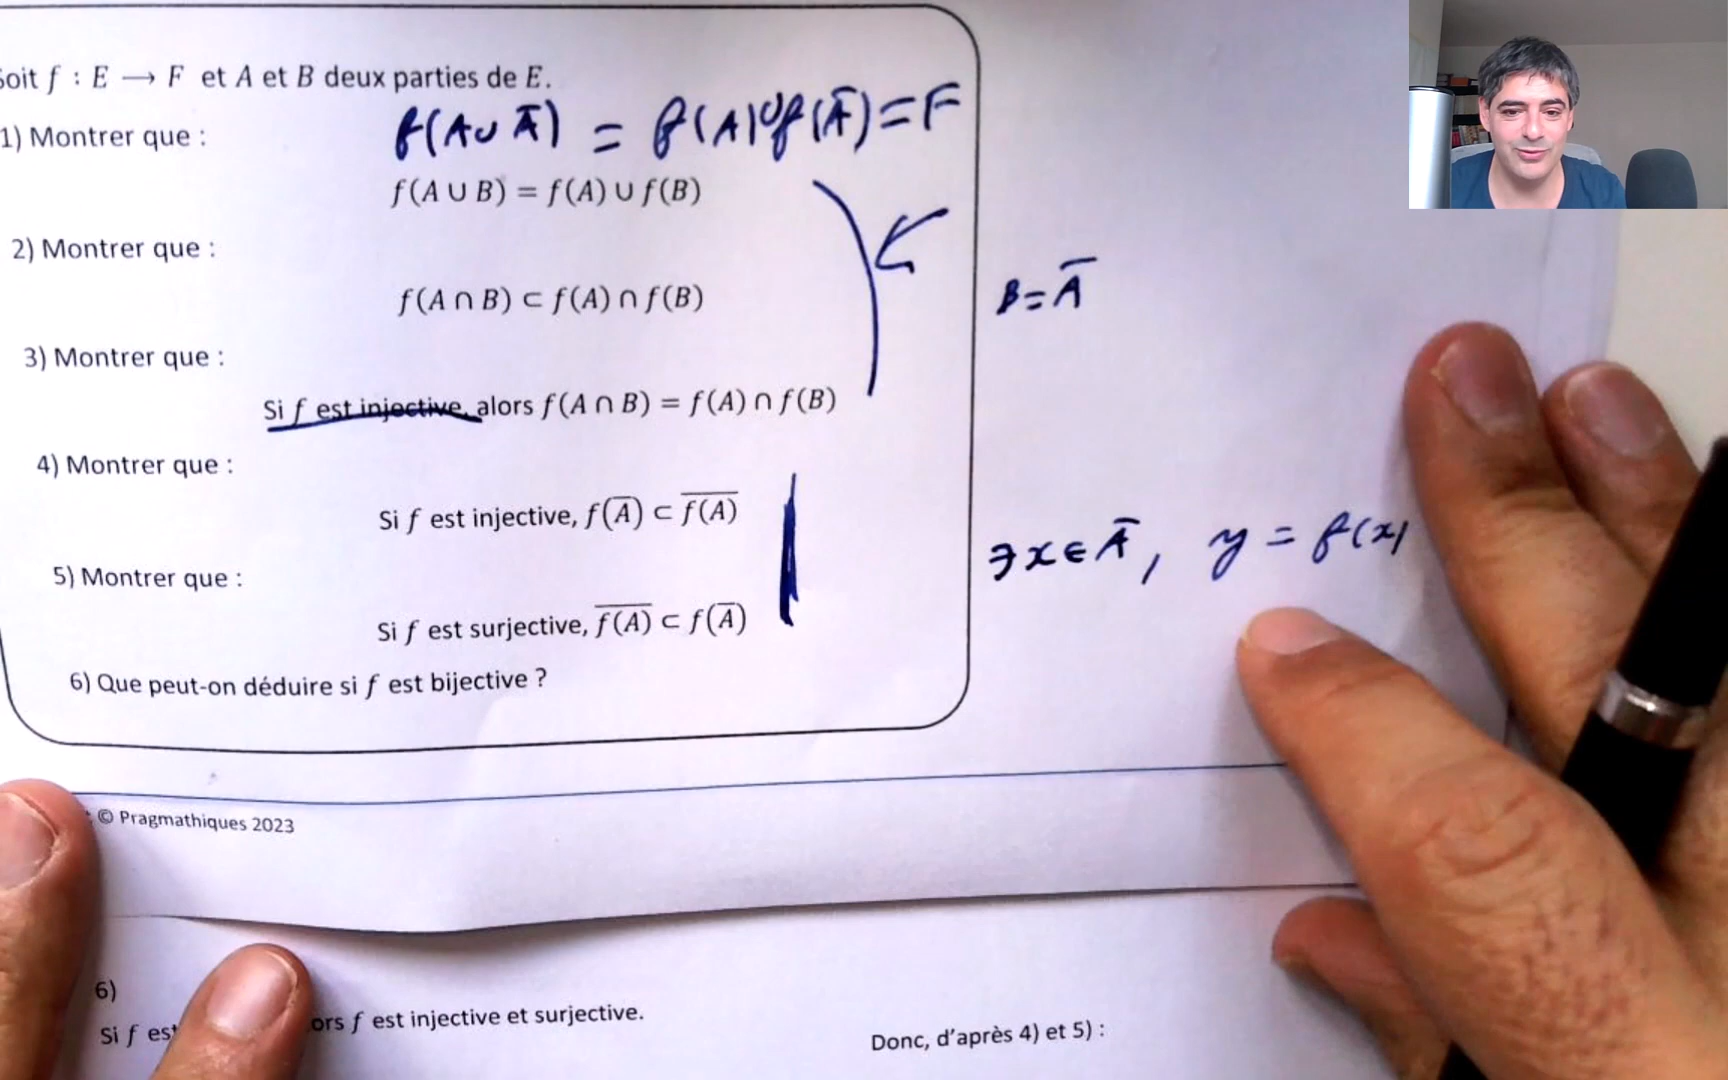 Soit f : E ⟶ F et A et B deux parties de E.
1) Montrer que :
f(A∪Ā) = f(A)∪f(Ā)=F
f(A ∪ B) = f(A) ∪ f(B)
2) Montrer que :
B=Ā
f(A ∩ B) ⊂ f(A) ∩ f(B)
3) Montrer que :
Si f est injective, alors f(A ∩ B) = f(A) ∩ f(B)
4) Montrer que :
Si f est injective, f(A̅) ⊂ \overline{f(A)}
∃x∈Ā, y = f(x)
5) Montrer que :
Si f est surjective, \overline{f(A)} ⊂ f(A̅)
6) Que peut-on déduire si f est bijective ?
© Pragmathiques 2023
6)
Si f est
ors f est injective et surjective.
Donc, d'après 4) et 5) :